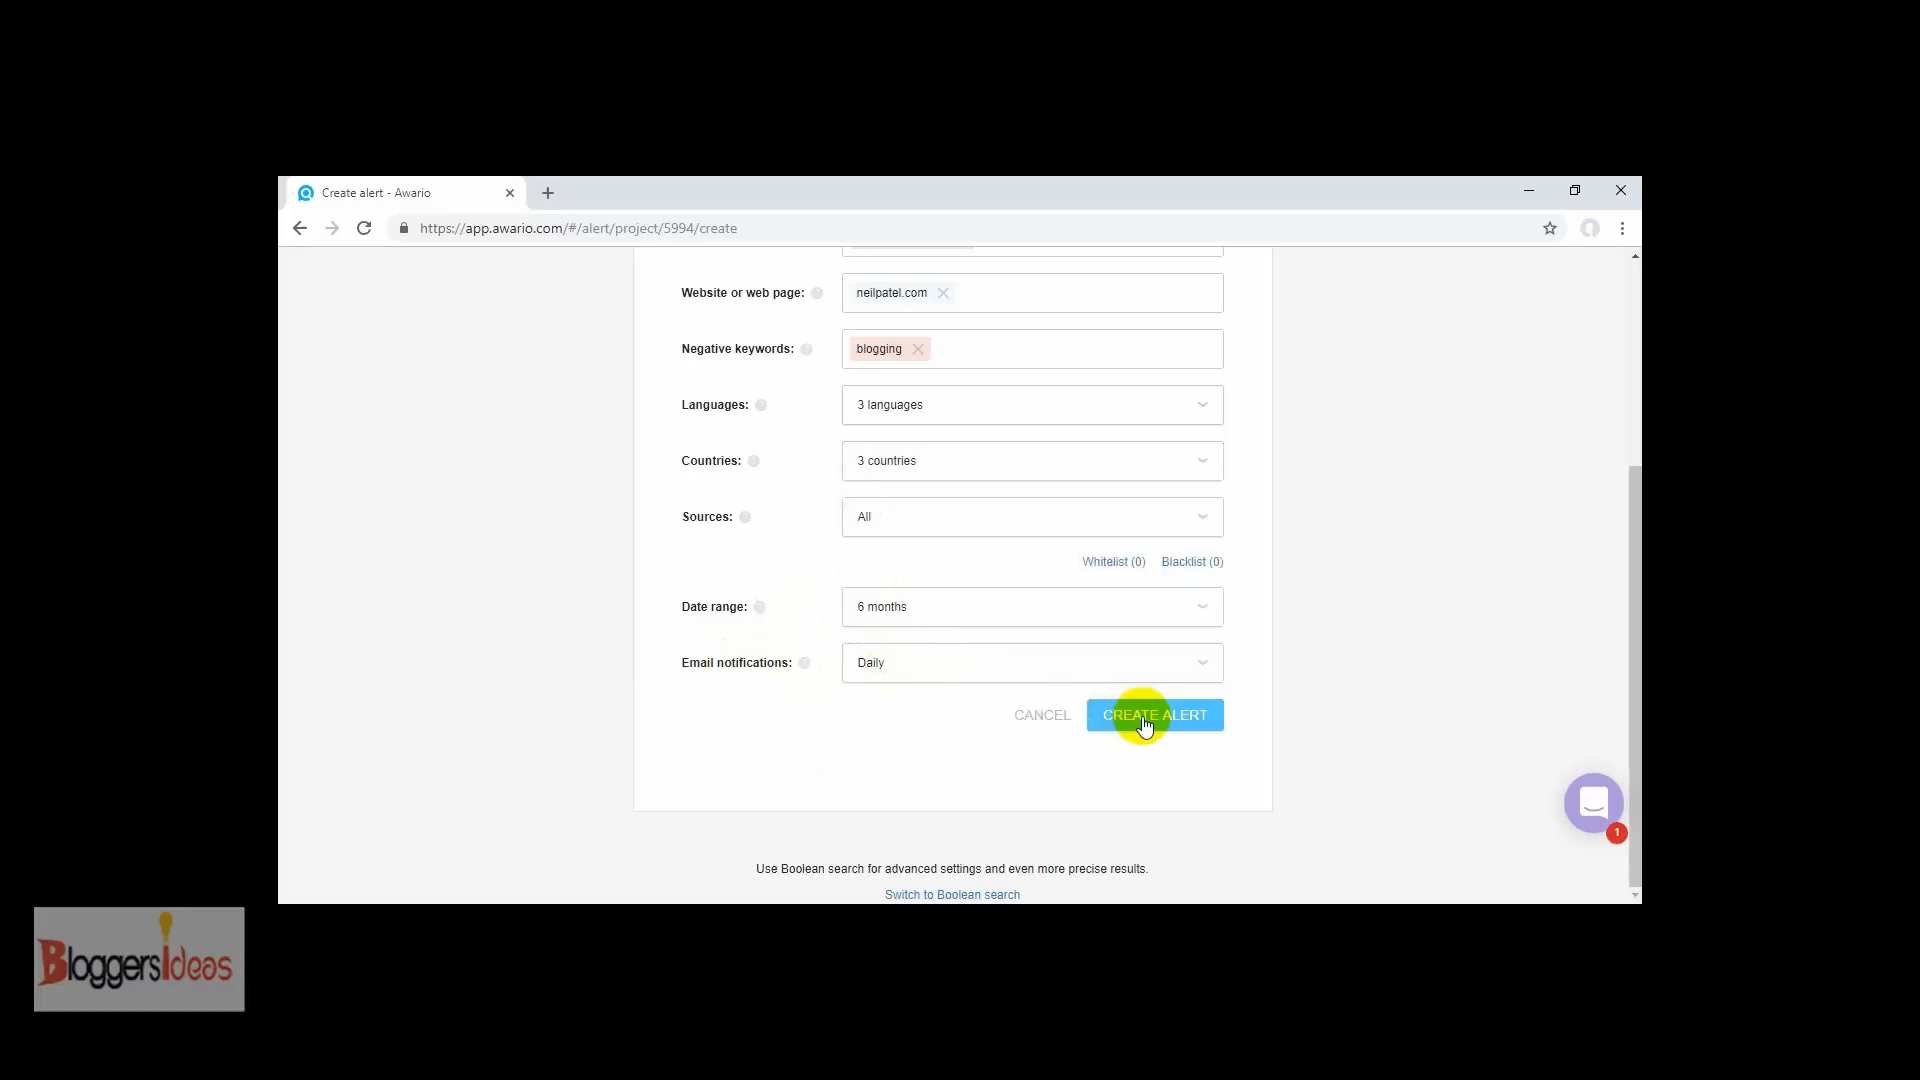 Create alert - Awario
https://app.awario.com/#/alert/project/5994/create
Website or web page: neilpatel.com
Negative keywords: blogging
Languages: 3 languages
Countries: 3 countries
Sources: All
Whitelist (0) Blacklist (0)
Date range: 6 months
Email notifications: Daily
CANCEL CREATE ALERT
1
Use Boolean search for advanced settings and even more precise results.
Switch to Boolean search
BloggersIdeas